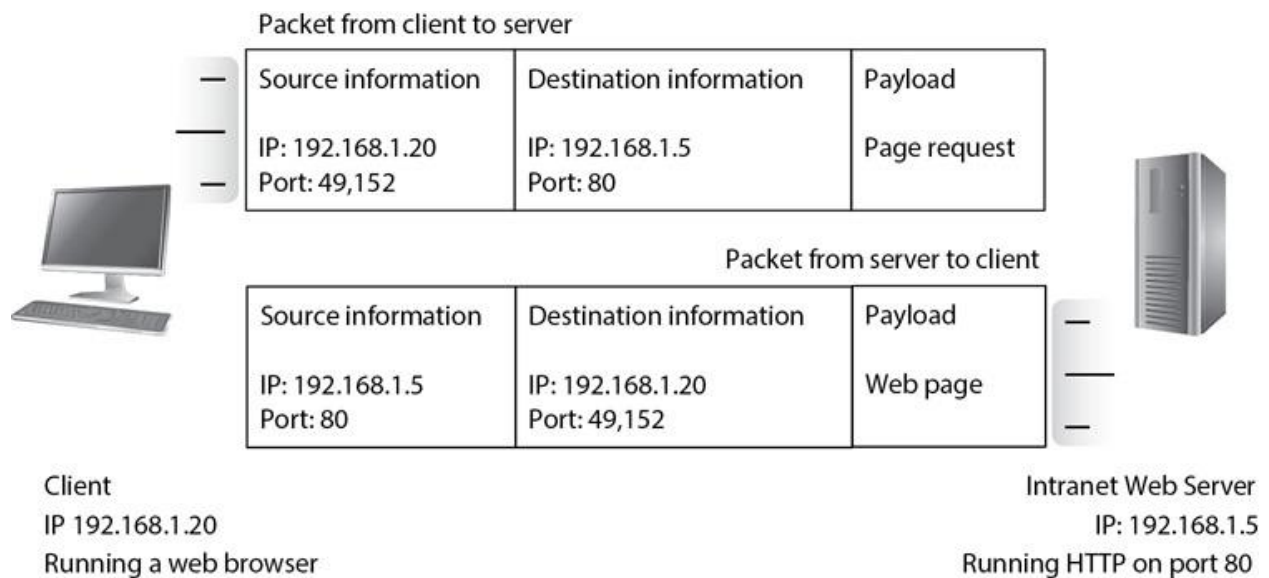 Packet from client to server
Source information
IP: 192.168.1.20
Port: 49,152
Destination information
IP: 192.168.1.5
Port: 80
Payload
Page request
Packet from server to client
Source information
IP: 192.168.1.5
Port: 80
Destination information
IP: 192.168.1.20
Port: 49,152
Payload
Web page
Client
IP 192.168.1.20
Running a web browser
Intranet Web Server
IP: 192.168.1.5
Running HTTP on port 80